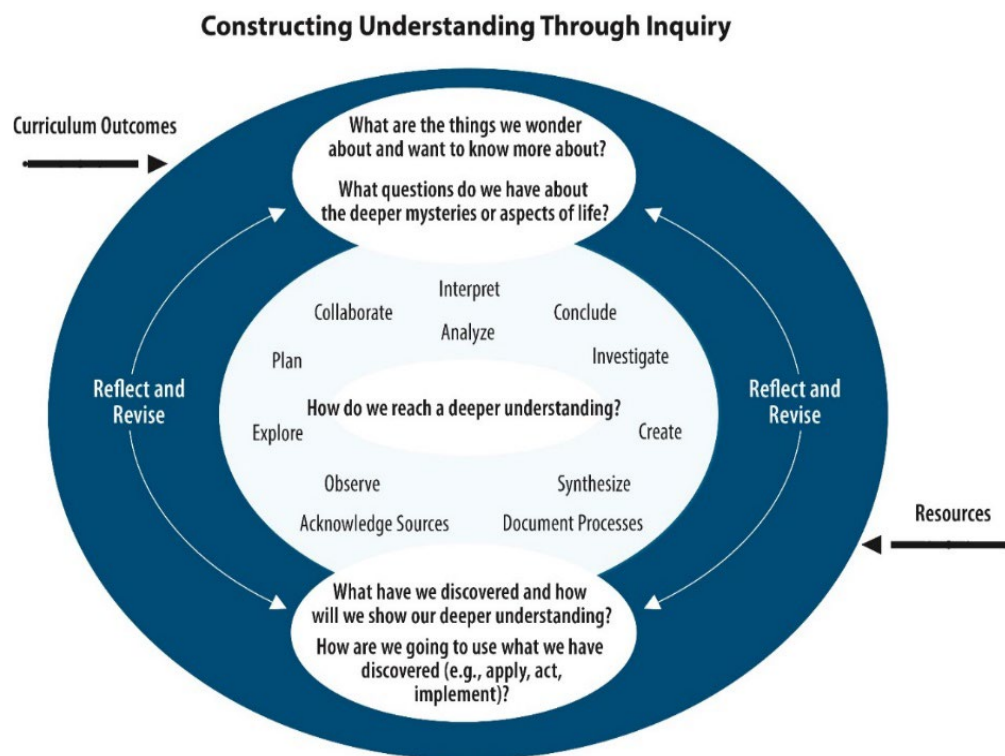 Constructing Understanding Through Inquiry
Curriculum Outcomes
What are the things we wonder
about and want to know more about?
What questions do we have about
the deeper mysteries or aspects of life?
Interpret
Collaborate
Conclude
Analyze
Plan
Investigate
Reflect and
Revise
How do we reach a deeper understanding?
Reflect and
Revise
Explore
Create
Observe
Synthesize
Acknowledge Sources
Document Processes
Resources
What have we discovered and how
will we show our deeper understanding?
How are we going to use what we have
discovered (e.g., apply, act,
implement)?